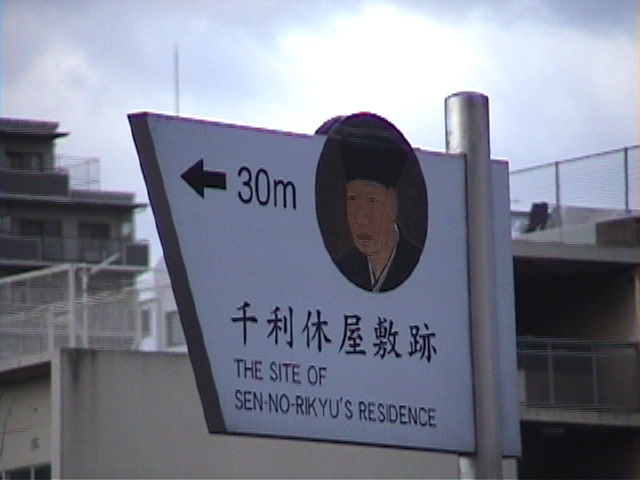 ← 30m
千利休屋敷跡
THE SITE OF
SEN-NO-RIKYU'S RESIDENCE